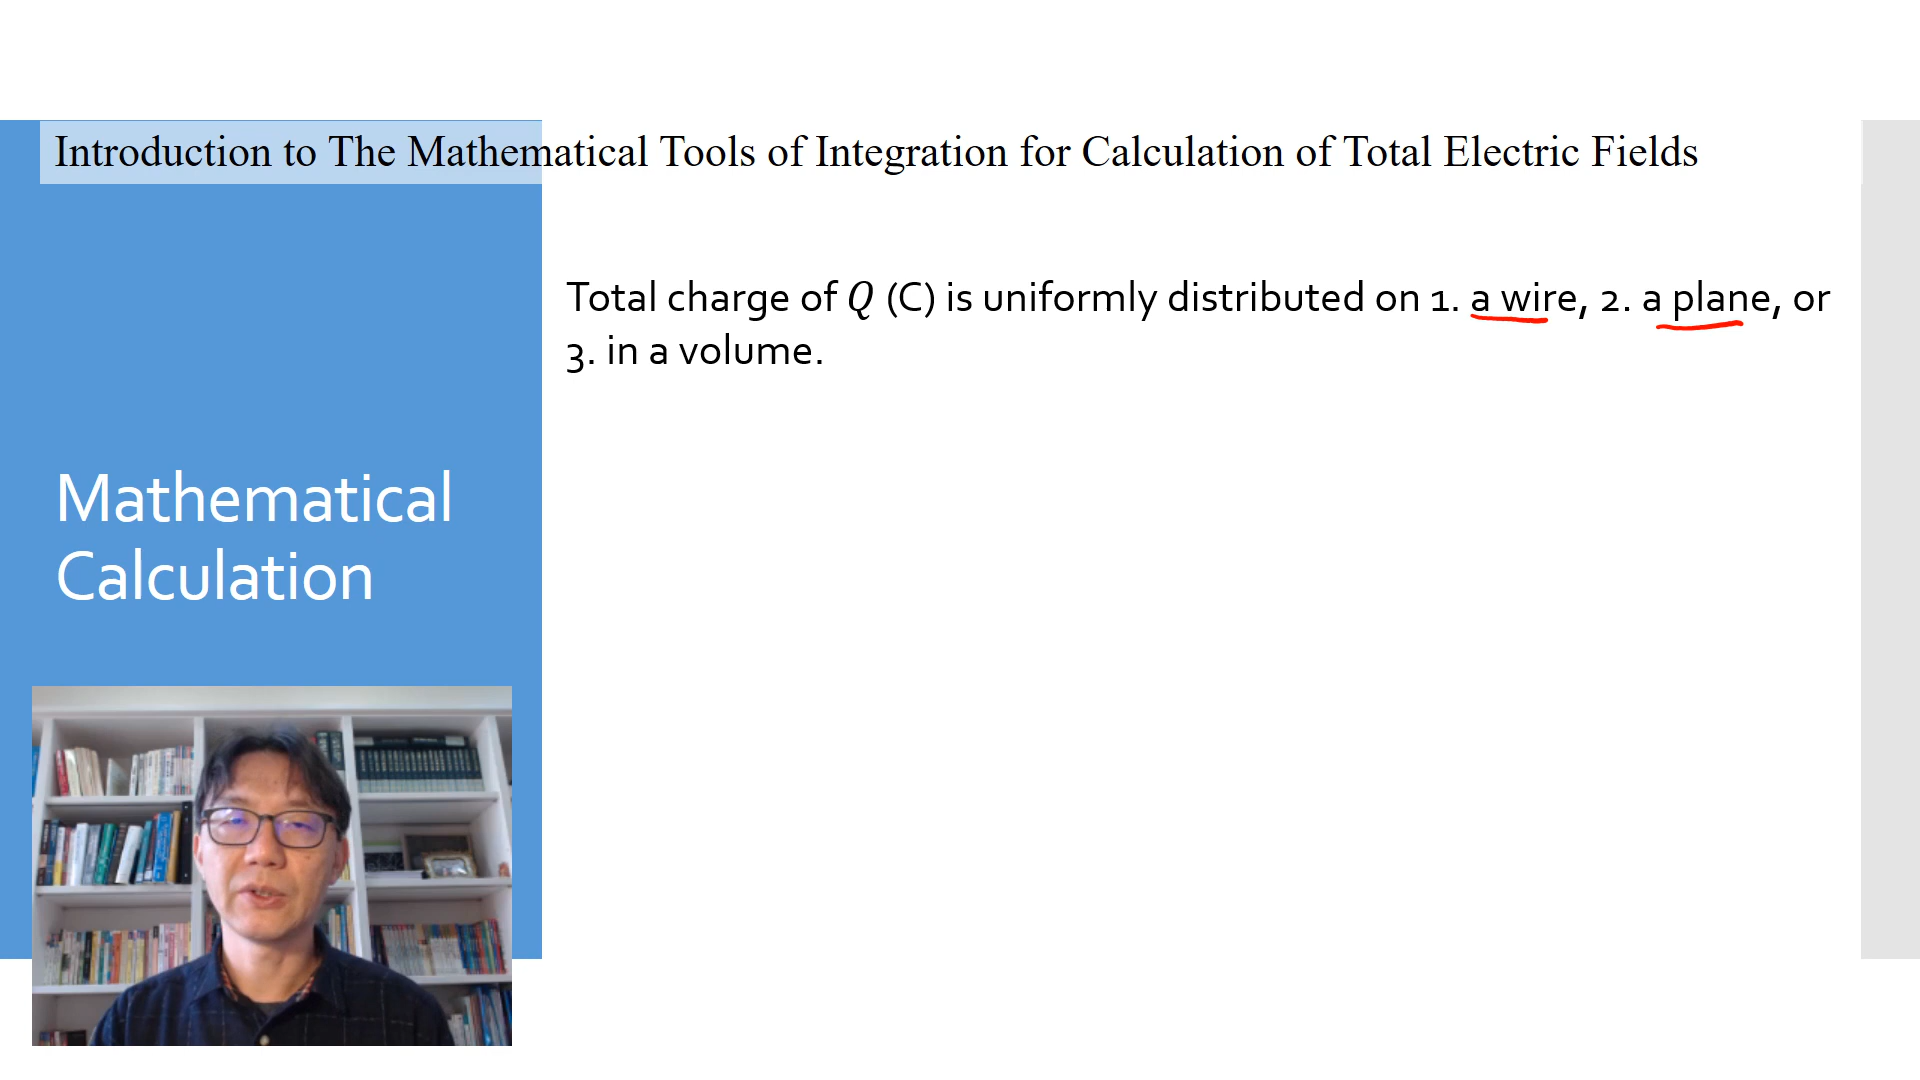 Introduction to The Mathematical Tools of Integration for Calculation of Total Electric Fields
Total charge of Q (C) is uniformly distributed on 1. a wire, 2. a plane, or
3. in a volume.
Mathematical
Calculation